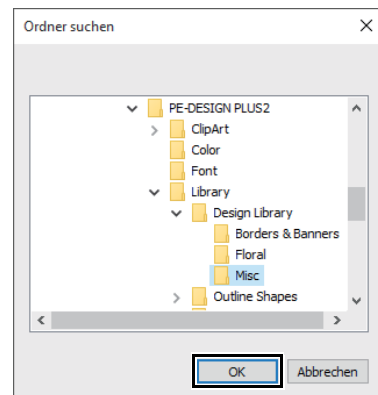 Ordner suchen
PE-DESIGN PLUS2
ClipArt
Color
Font
Library
Design Library
Borders & Banners
Floral
Misc
Outline Shapes
OK Abbrechen